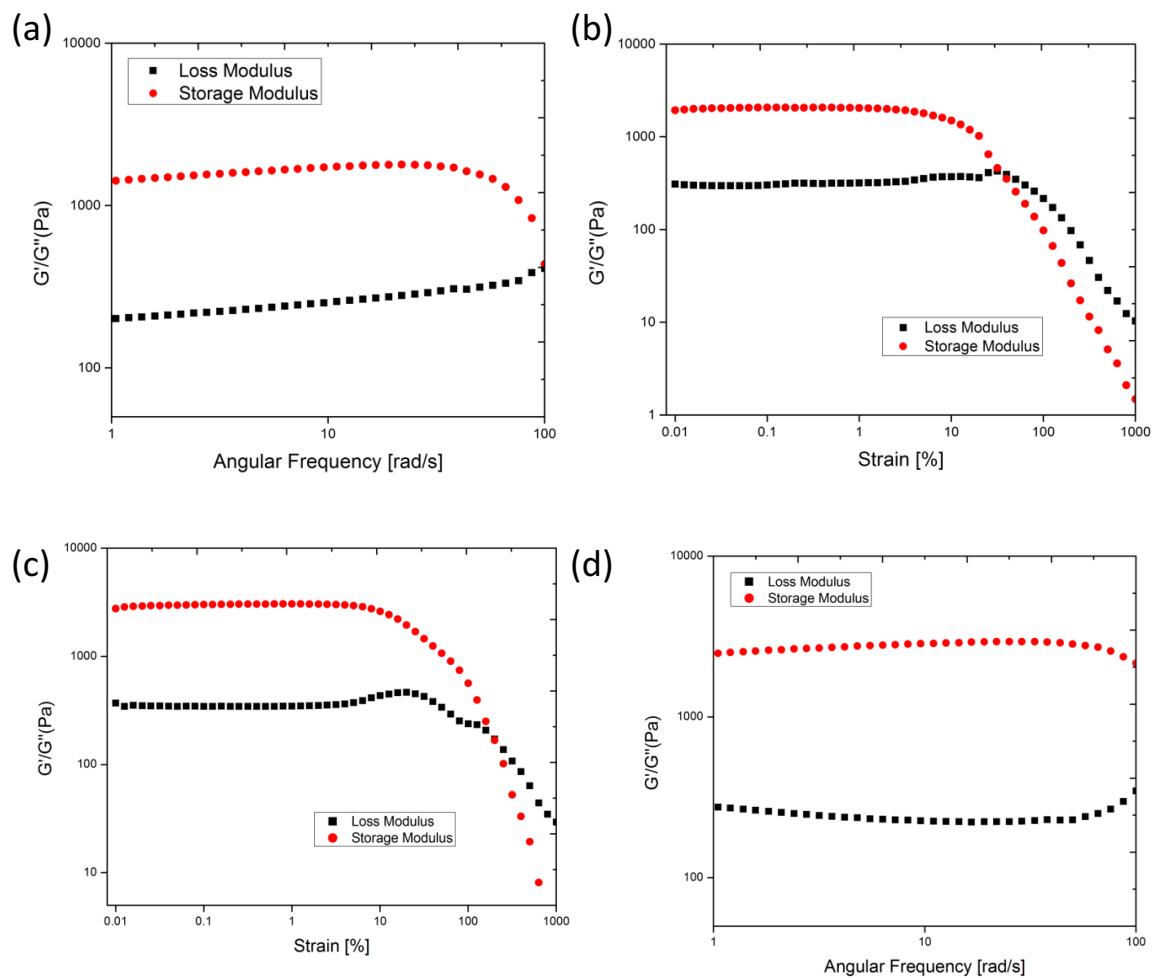 (a)
10000
1000
100
G'/G"(Pa)
Loss Modulus
Storage Modulus
1
10
100
Angular Frequency [rad/s]
(b)
10000
1000
100
10
1
G'/G"(Pa)
Loss Modulus
Storage Modulus
0.01
0.1
1
10
100
1000
Strain [%]
(c)
10000
1000
100
10
G'/G"(Pa)
Loss Modulus
Storage Modulus
0.01
0.1
1
10
100
1000
Strain [%]
(d)
10000
1000
100
G'/G"(Pa)
Loss Modulus
Storage Modulus
1
10
100
Angular Frequency [rad/s]